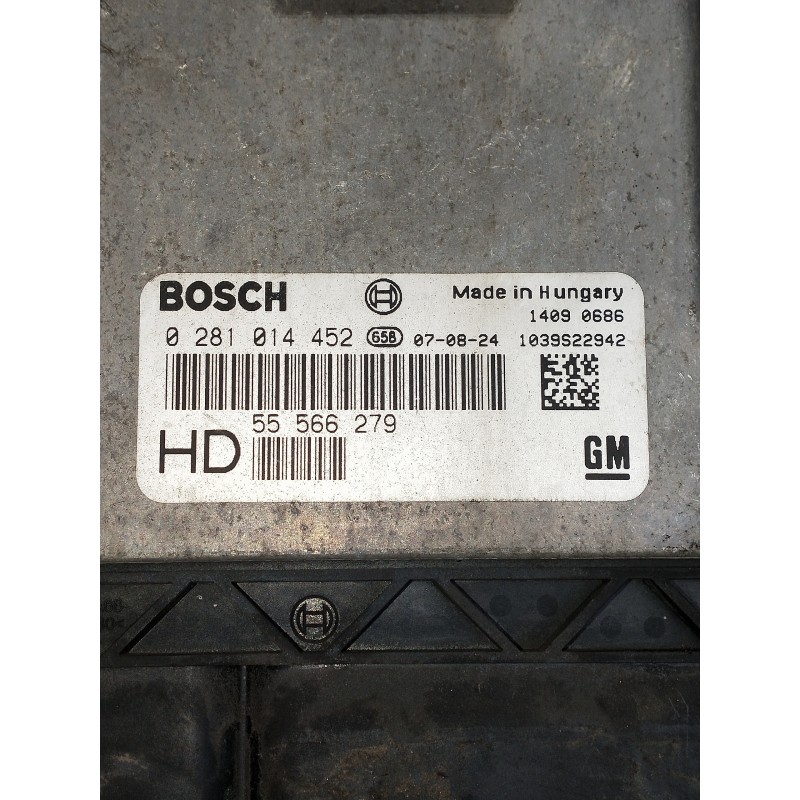 BOSCH Made in Hungary
1409 0686
0 281 014 452 658 07-08-24 1039S22942
55 566 279
HD
GM